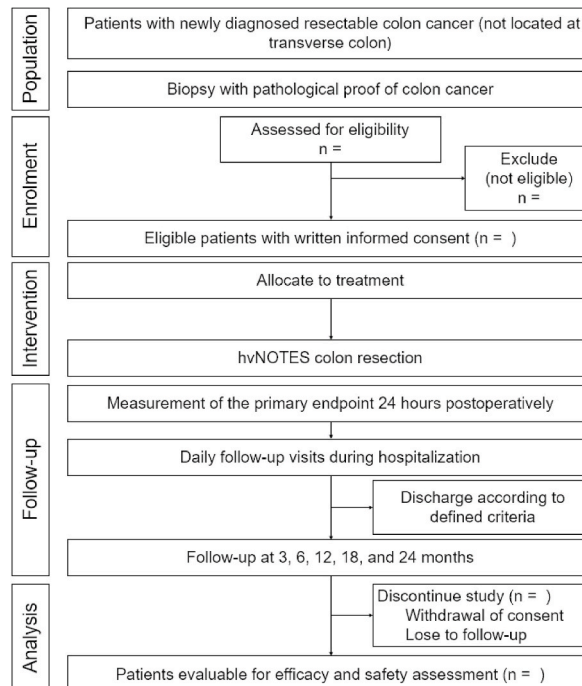 Population
Patients with newly diagnosed resectable colon cancer (not located at
transverse colon)
Biopsy with pathological proof of colon cancer
Enrolment
Assessed for eligibility
n =
Exclude
(not eligible)
n =
Eligible patients with written informed consent (n = )
Intervention
Allocate to treatment
hvNOTES colon resection
Follow-up
Measurement of the primary endpoint 24 hours postoperatively
Daily follow-up visits during hospitalization
Discharge according to
defined criteria
Follow-up at 3, 6, 12, 18, and 24 months
Analysis
Discontinue study (n = )
Withdrawal of consent
Lose to follow-up
Patients evaluable for efficacy and safety assessment (n = )